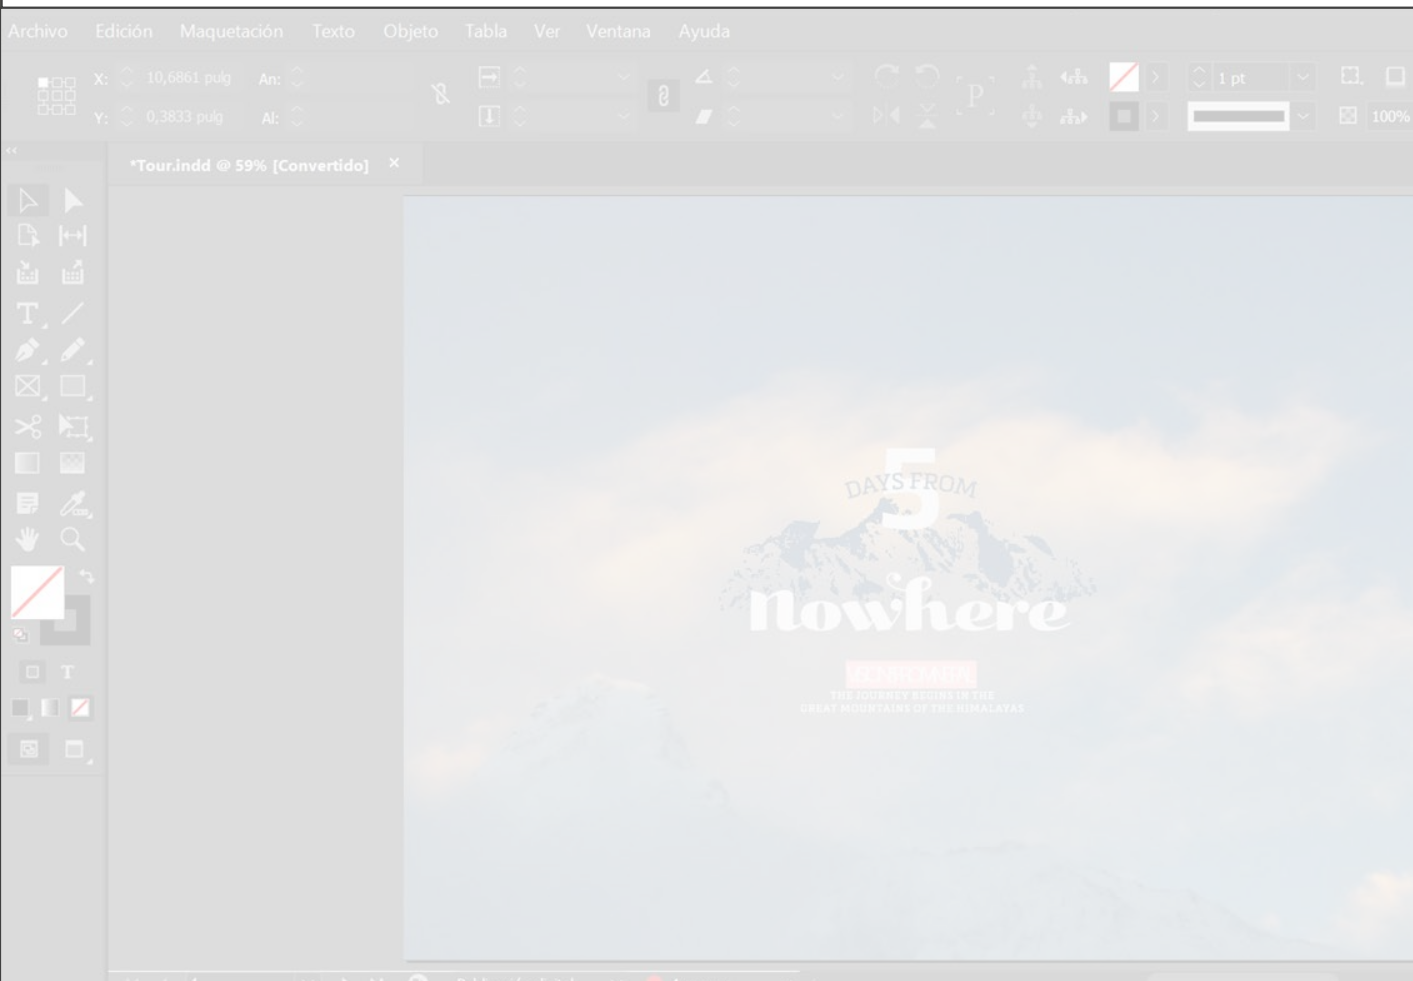 Archivo Edición Maquetación Texto Objeto Tabla Ver Ventana Ayuda
X: 10,6861 pulg An:
Y: 0,3833 pulg Al:
P
1 pt
100%
*Tour.indd @ 59% [Convertido] ×
T
T
5
DAYS FROM
nowhere
THE JOURNEY BEGINS IN THE
GREAT MOUNTAINS OF THE HIMALAYAS